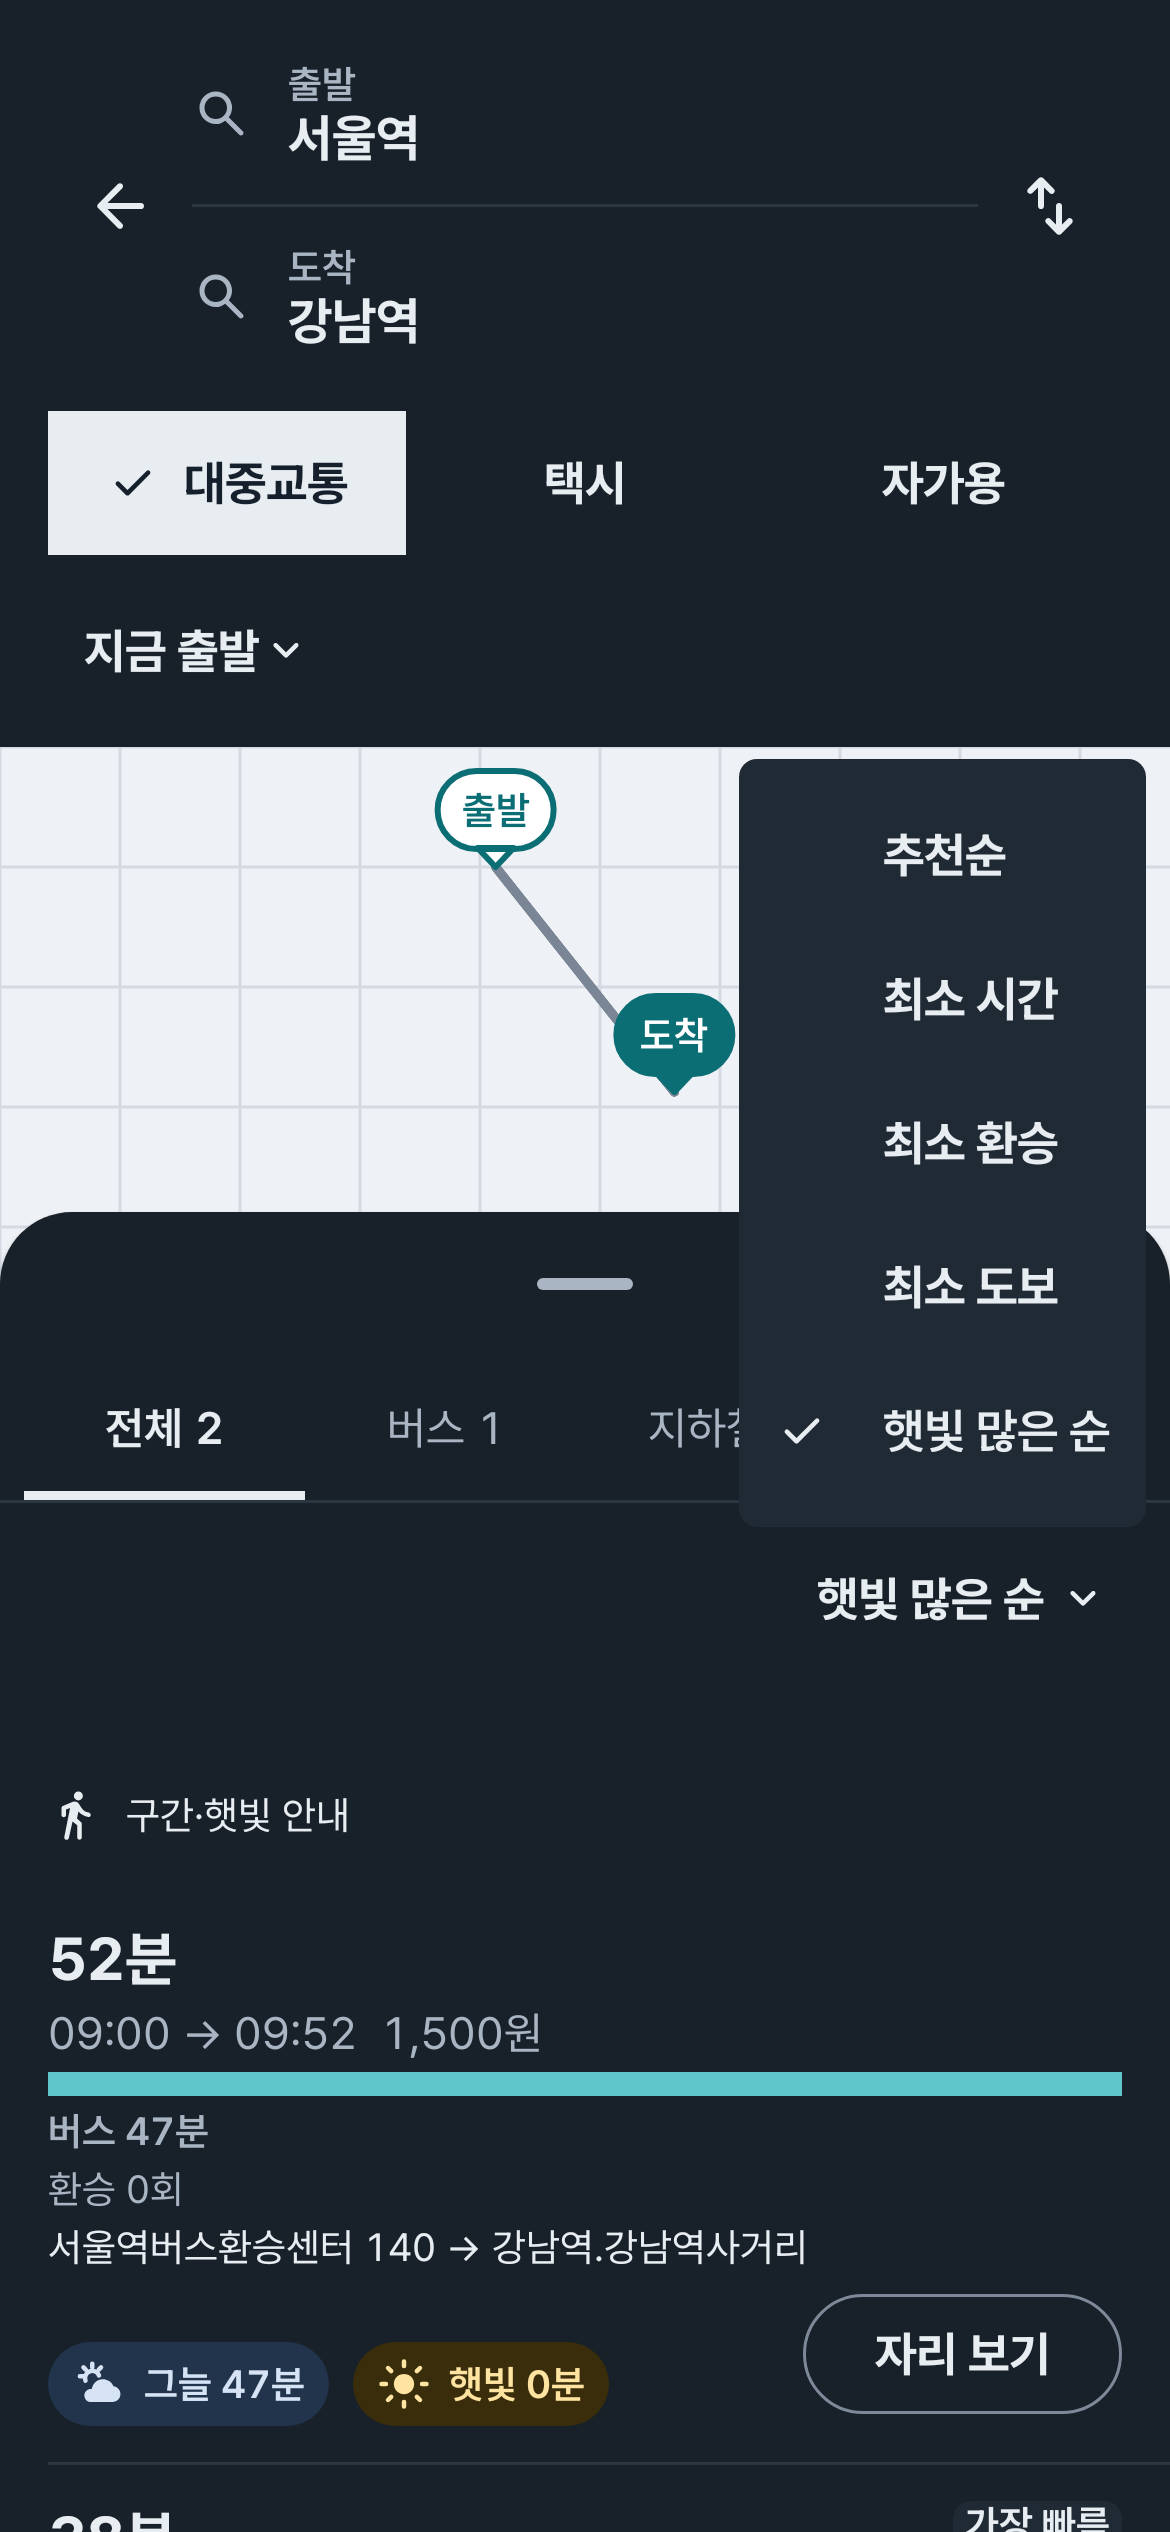 출발
서울역
도착
강남역
대중교통
택시
자가용
지금 출발
출발
도착
추천순
최소 시간
최소 환승
최소 도보
햇빛 많은 순
전체 2
버스 1
지하
햇빛 많은 순
구간·햇빛 안내
52분
09:00 → 09:52 1,500원
버스 47분
환승 0회
서울역버스환승센터 140 → 강남역.강남역사거리
그늘 47분
햇빛 0분
자리 보기
가장 빠름